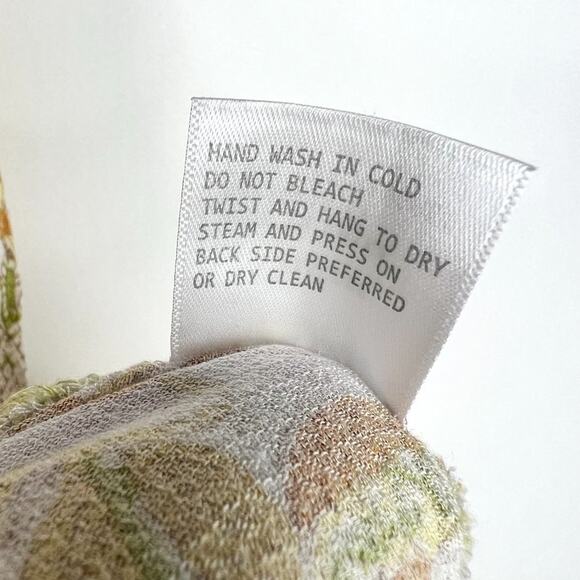 HAND WASH IN COLD
DO NOT BLEACH
TWIST AND HANG TO DRY
STEAM AND PRESS ON
BACK SIDE PREFERRED
OR DRY CLEAN